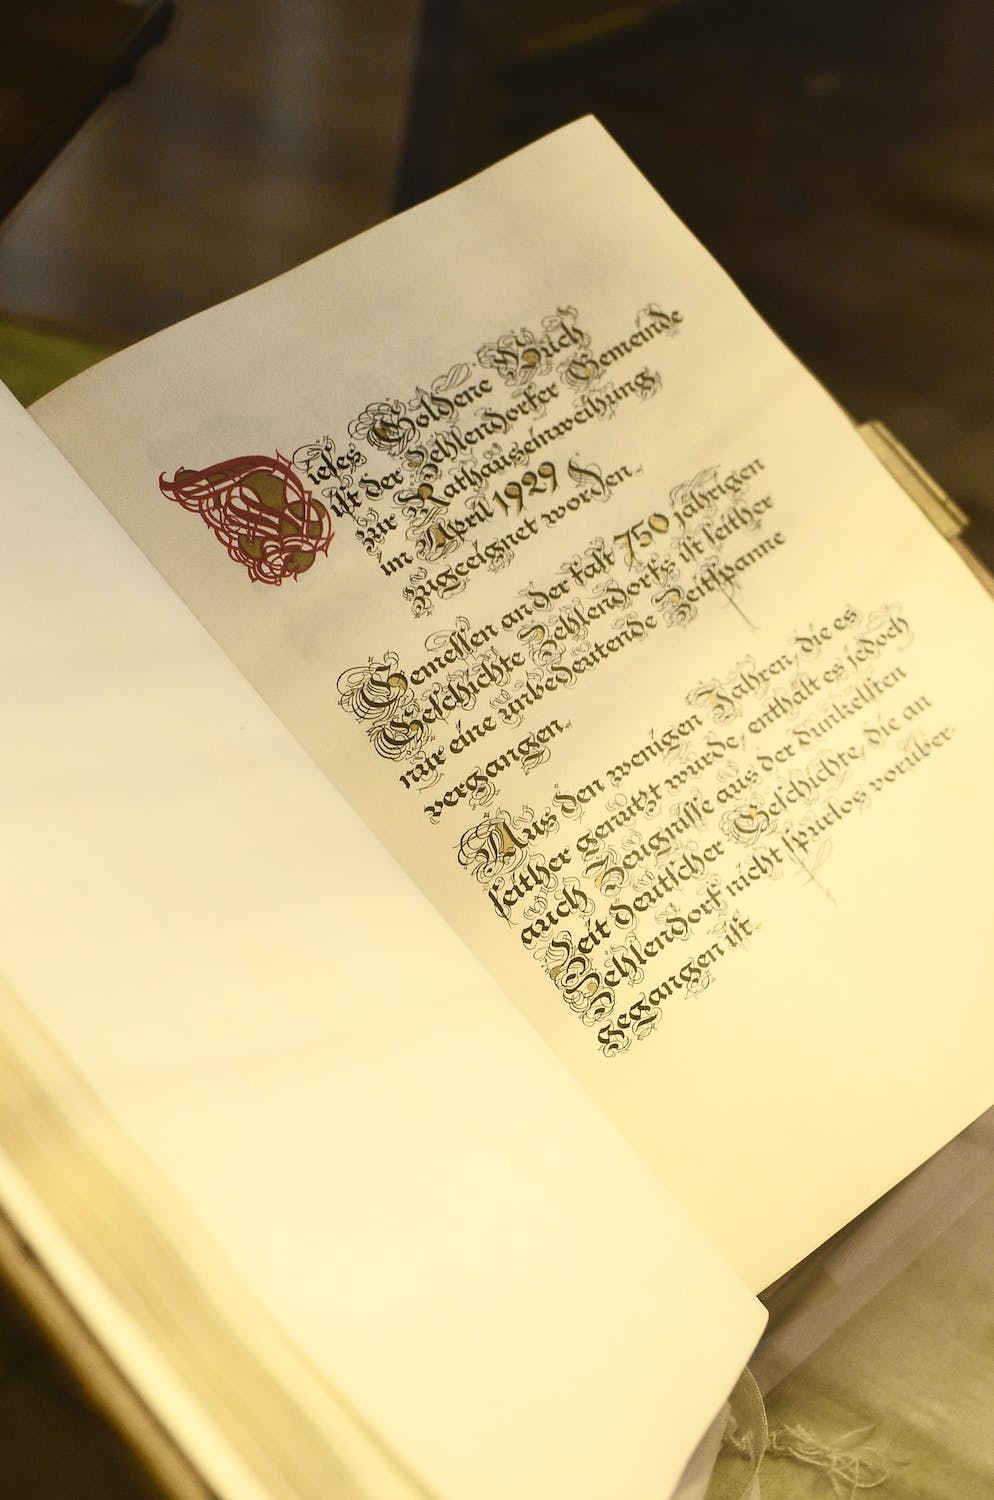 Dieses Goldene Buch
ist der Zehlendorfer Gemeinde
zur Rathauseinweihung
im April 1929
zugeeignet worden.
Gemessen an der fast 750 jährigen
Geschichte Zehlendorfs ist seither
nur eine unbedeutende Zeitspanne
vergangen.
Aus den wenigen Jahren, die es
seither genutzt wurde, enthält es jedoch
auch Zeugnisse aus der dunkelsten
Zeit deutscher Geschichte, die an
Zehlendorf nicht spurlos vorüber
gegangen ist.